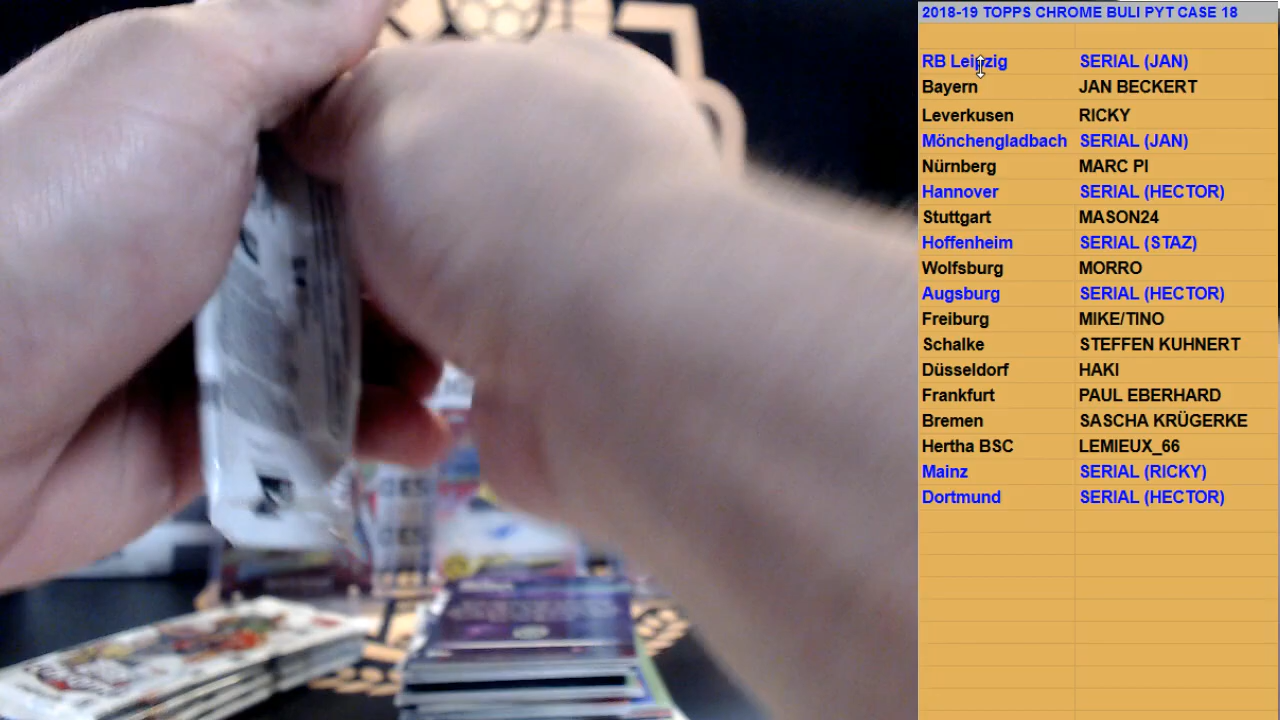 2018-19 TOPPS CHROME BULI PYT CASE 18
RB Leipzig SERIAL (JAN)
Bayern JAN BECKERT
Leverkusen RICKY
Mönchengladbach SERIAL (JAN)
Nürnberg MARC PI
Hannover SERIAL (HECTOR)
Stuttgart MASON24
Hoffenheim SERIAL (STAZ)
Wolfsburg MORRO
Augsburg SERIAL (HECTOR)
Freiburg MIKE/TINO
Schalke STEFFEN KUHNERT
Düsseldorf HAKI
Frankfurt PAUL EBERHARD
Bremen SASCHA KRÜGERKE
Hertha BSC LEMIEUX_66
Mainz SERIAL (RICKY)
Dortmund SERIAL (HECTOR)